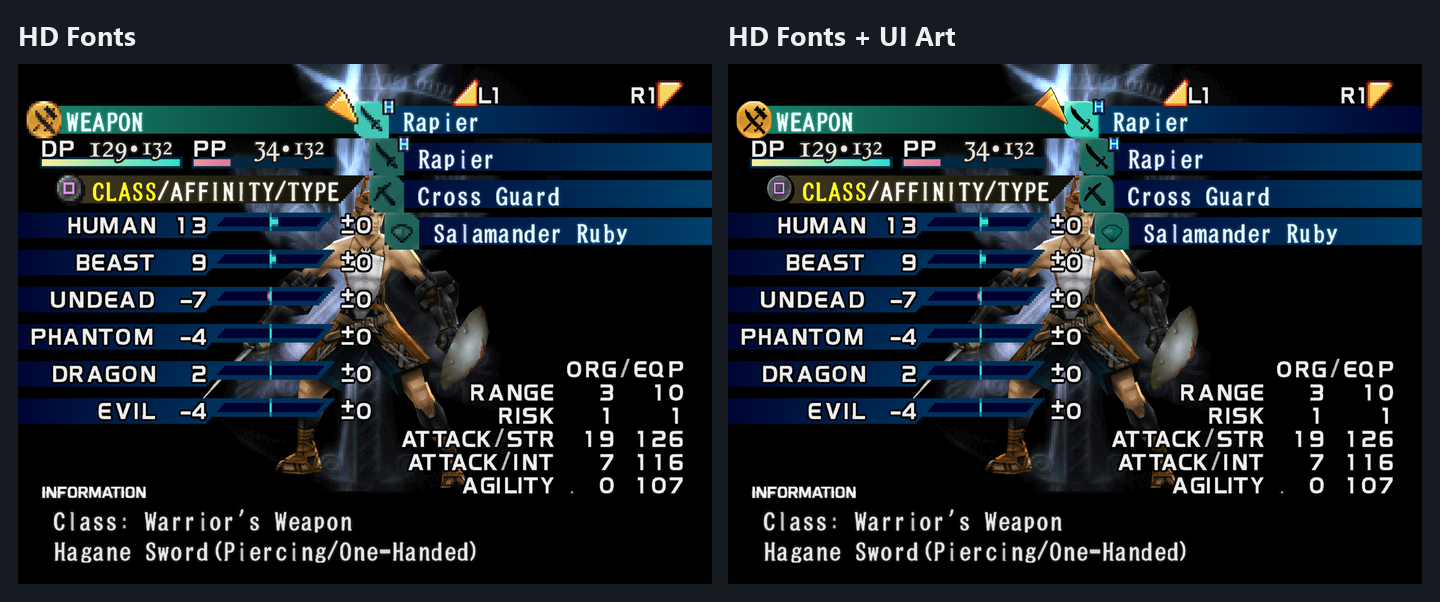 HD Fonts
L1 R1
WEAPON
H
Rapier
DP 129•132 PP 34•132
H
Rapier
CLASS/AFFINITY/TYPE
Cross Guard
HUMAN 13 ±0
Salamander Ruby
BEAST 9 ±0
UNDEAD -7 ±0
PHANTOM -4 ±0
DRAGON 2 ±0
EVIL -4 ±0
ORG/EQP
RANGE 3 10
RISK 1 1
ATTACK/STR 19 126
ATTACK/INT 7 116
AGILITY . 0 107
INFORMATION
Class: Warrior's Weapon
Hagane Sword(Piercing/One-Handed)
HD Fonts + UI Art
L1 R1
WEAPON
H
Rapier
DP 129•132 PP 34•132
H
Rapier
CLASS/AFFINITY/TYPE
Cross Guard
HUMAN 13 ±0
Salamander Ruby
BEAST 9 ±0
UNDEAD -7 ±0
PHANTOM -4 ±0
DRAGON 2 ±0
EVIL -4 ±0
ORG/EQP
RANGE 3 10
RISK 1 1
ATTACK/STR 19 126
ATTACK/INT 7 116
AGILITY . 0 107
INFORMATION
Class: Warrior's Weapon
Hagane Sword(Piercing/One-Handed)